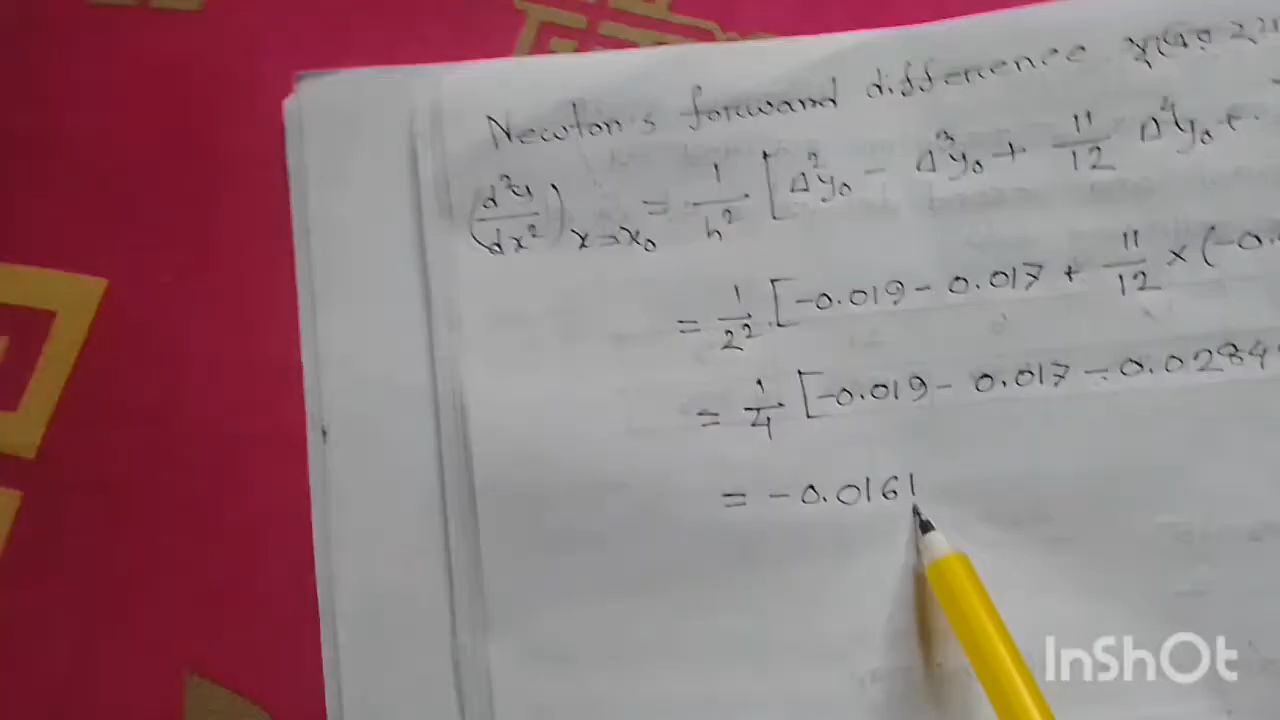 Newton's forward difference
(d²y/dx²) x=x₀ = 1/h² [Δ²y₀ - Δ³y₀ + 11/12 Δ⁴y₀ +
= 1/2² [-0.019 - 0.017 + 11/12 × (-0.
= 1/4 [-0.019 - 0.017 - 0.0284
= -0.0161
InShOt